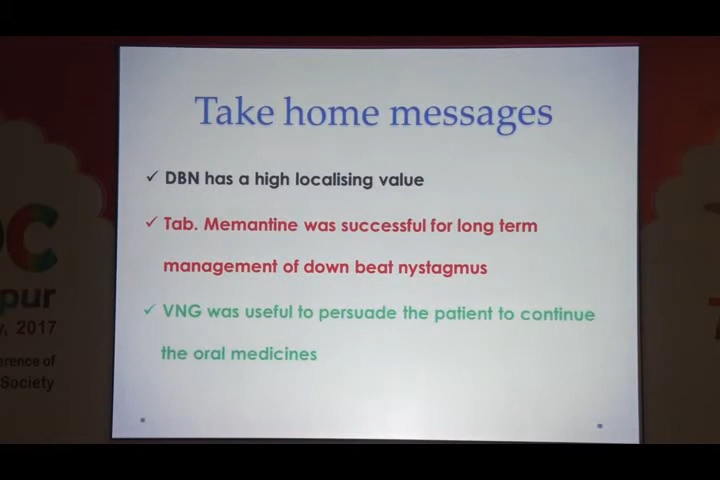 Take home messages
✓ DBN has a high localising value
✓ Tab. Memantine was successful for long term
management of down beat nystagmus
✓ VNG was useful to persuade the patient to continue
the oral medicines
pur
, 2017
erence of
Society